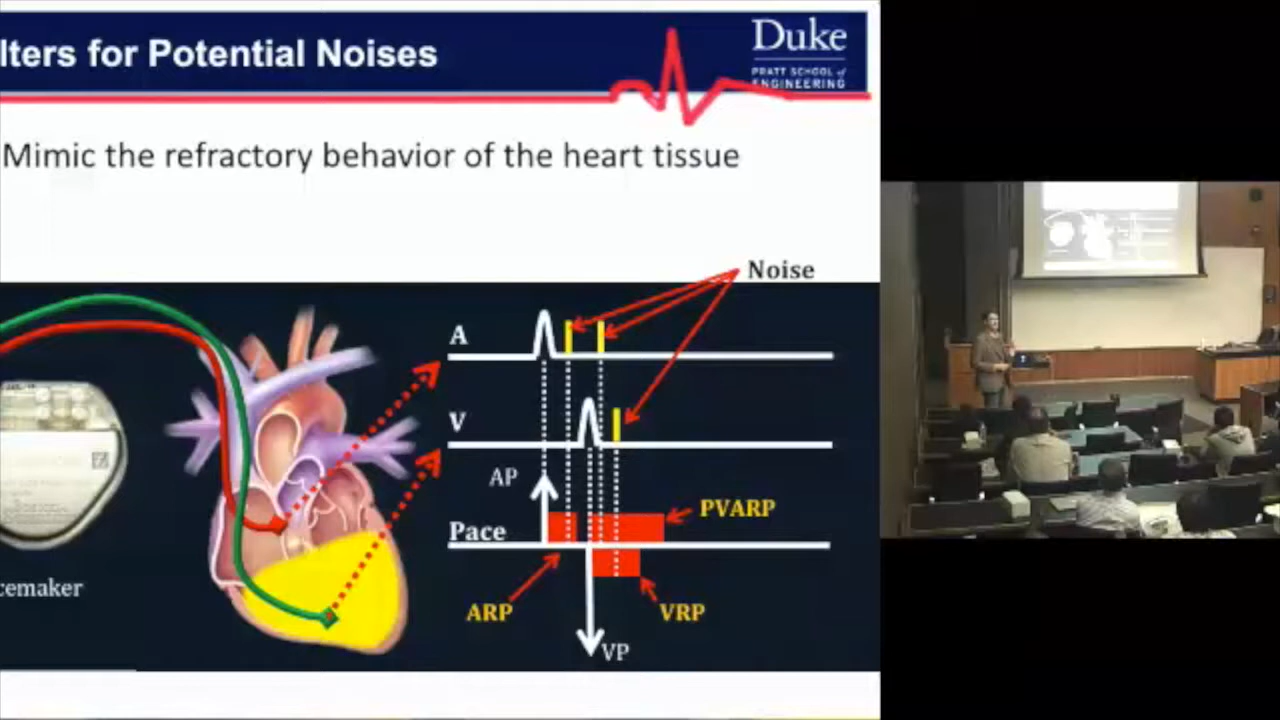 lters for Potential Noises
Duke
PRATT SCHOOL of
ENGINEERING
Mimic the refractory behavior of the heart tissue
Noise
A
V
AP
PVARP
Pace
cemaker
ARP
VRP
VP